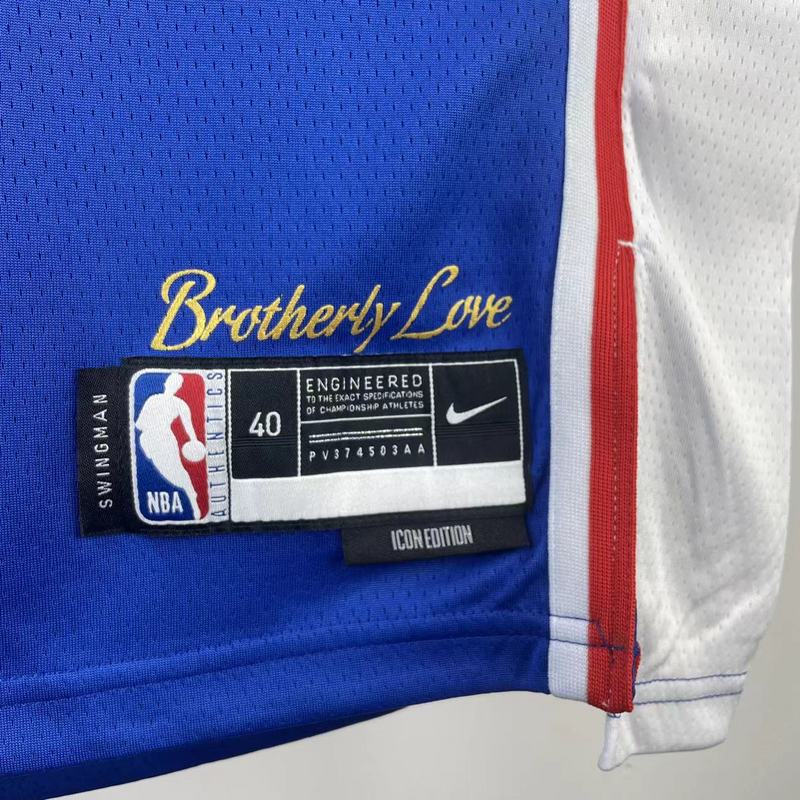 Brotherly Love
SWINGMAN
NBA
AUTHENTICS
40
ENGINEERED
TO THE EXACT SPECIFICATIONS
OF CHAMPIONSHIP ATHLETES
PV374503AA
ICON EDITION